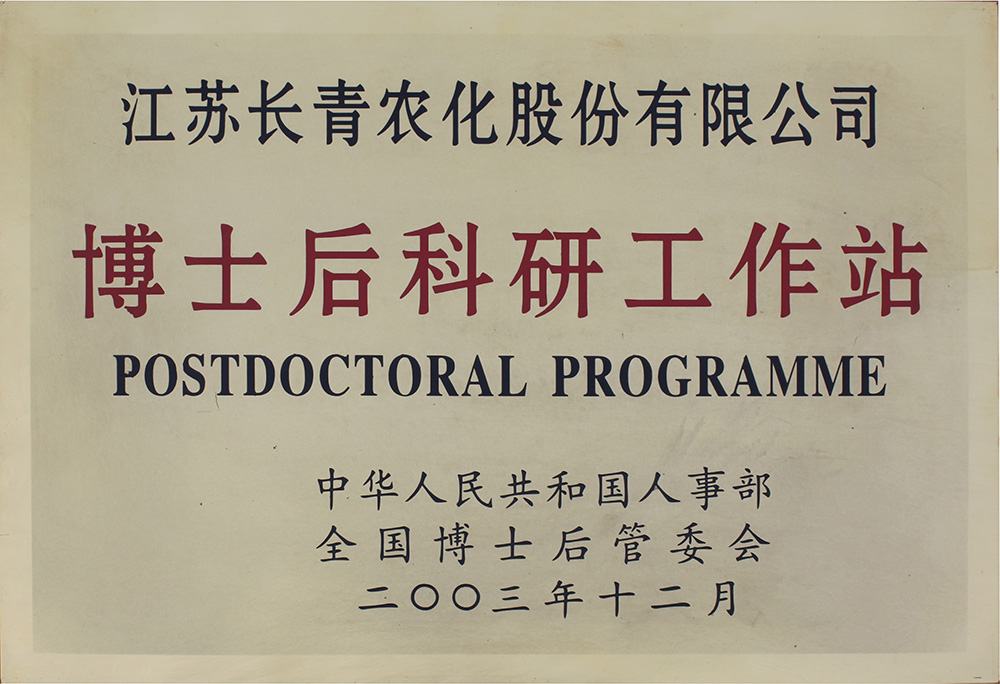 江苏长青农化股份有限公司
博士后科研工作站
POSTDOCTORAL PROGRAMME
中华人民共和国人事部
全国博士后管委会
二〇〇三年十二月